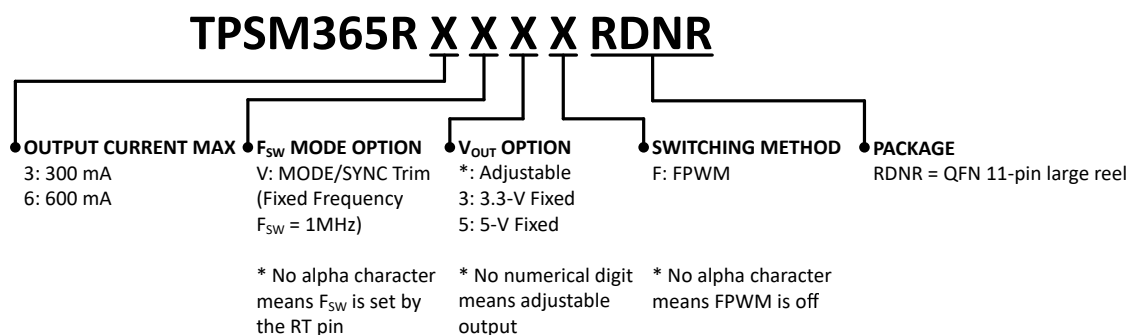 TPSM365R X X X X RDNR
OUTPUT CURRENT MAX
3: 300 mA
6: 600 mA
FSW MODE OPTION
V: MODE/SYNC Trim
(Fixed Frequency
FSW = 1MHz)
* No alpha character
means FSW is set by
the RT pin
VOUT OPTION
*: Adjustable
3: 3.3-V Fixed
5: 5-V Fixed
* No numerical digit
means adjustable
output
SWITCHING METHOD
F: FPWM
* No alpha character
means FPWM is off
PACKAGE
RDNR = QFN 11-pin large reel